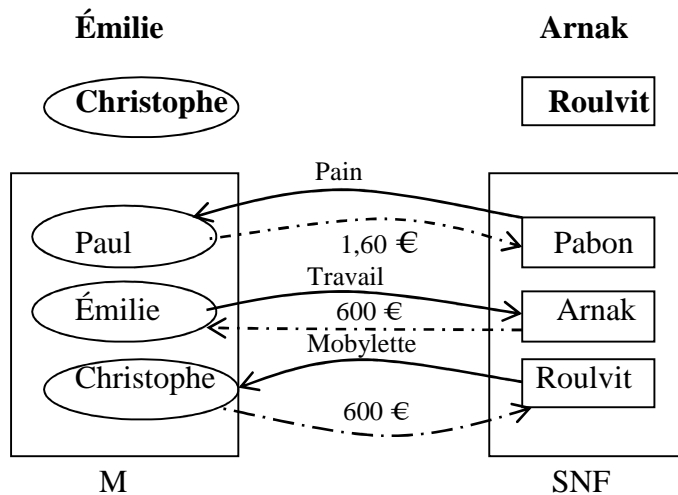 Émilie Arnak
Christophe Roulvit
Pain
Paul 1,60 € Pabon
Travail
Émilie 600 € Arnak
Mobylette
Christophe Roulvit
600 €
M SNF